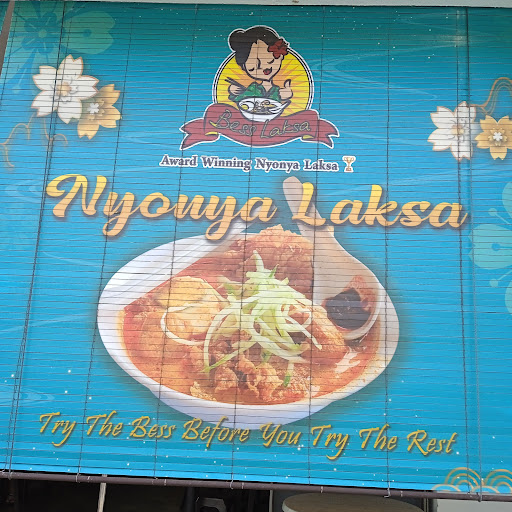 Bess Laksa
Award Winning Nyonya Laksa
Nyonya Laksa
Try The Bess Before You Try The Rest